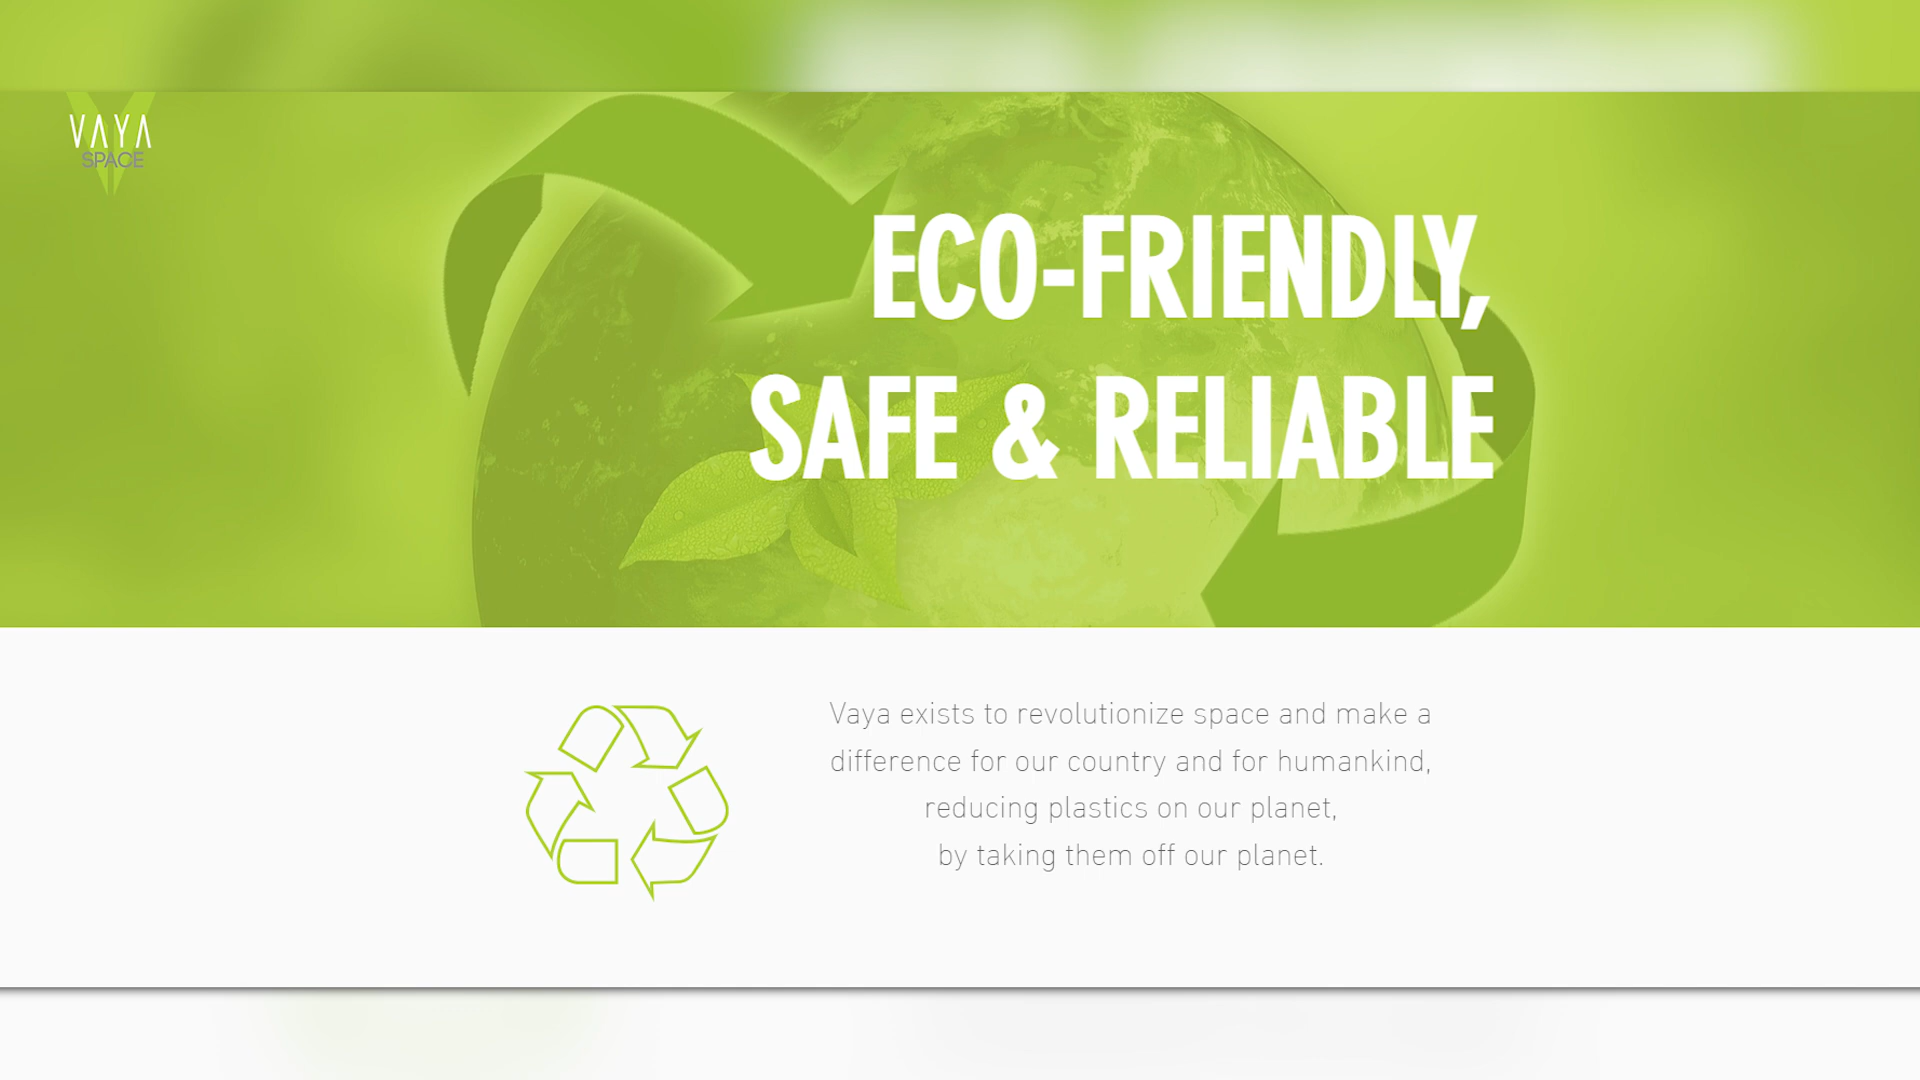 VAYA
SPACE
ECO-FRIENDLY,
SAFE & RELIABLE
Vaya exists to revolutionize space and make a
difference for our country and for humankind,
reducing plastics on our planet,
by taking them off our planet.